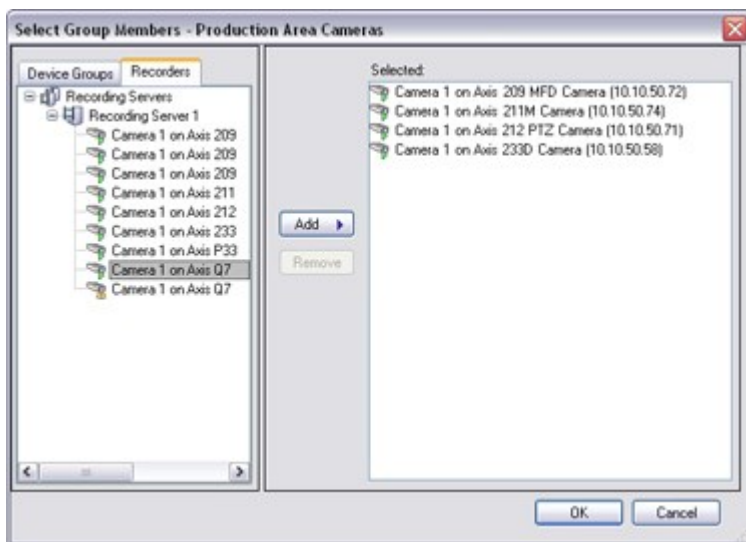 Select Group Members - Production Area Cameras
Device Groups
Recorders
Recording Servers
Recording Server 1
Camera 1 on Axis 209
Camera 1 on Axis 209
Camera 1 on Axis 209
Camera 1 on Axis 211
Camera 1 on Axis 212
Camera 1 on Axis 233
Camera 1 on Axis P33
Camera 1 on Axis Q7
Camera 1 on Axis Q7
Add
Remove
Selected:
Camera 1 on Axis 209 MFD Camera (10.10.50.72)
Camera 1 on Axis 211M Camera (10.10.50.74)
Camera 1 on Axis 212 PTZ Camera (10.10.50.71)
Camera 1 on Axis 233D Camera (10.10.50.58)
OK
Cancel